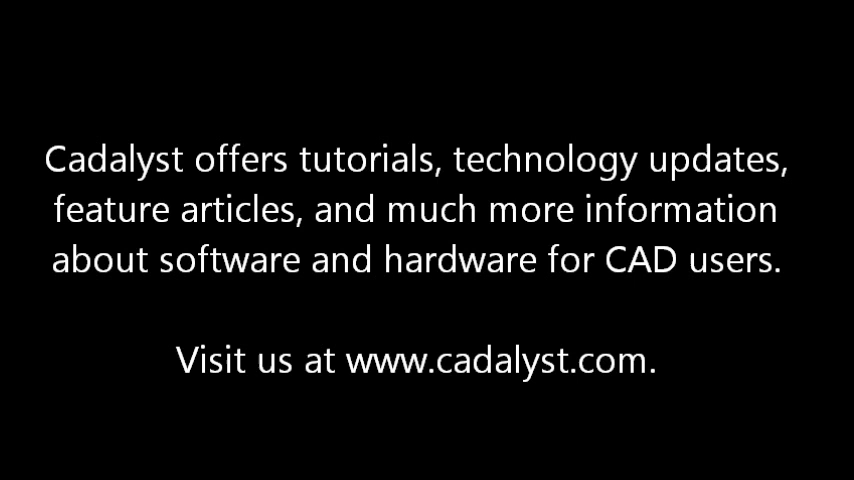 Cadalyst offers tutorials, technology updates,
feature articles, and much more information
about software and hardware for CAD users.
Visit us at www.cadalyst.com.